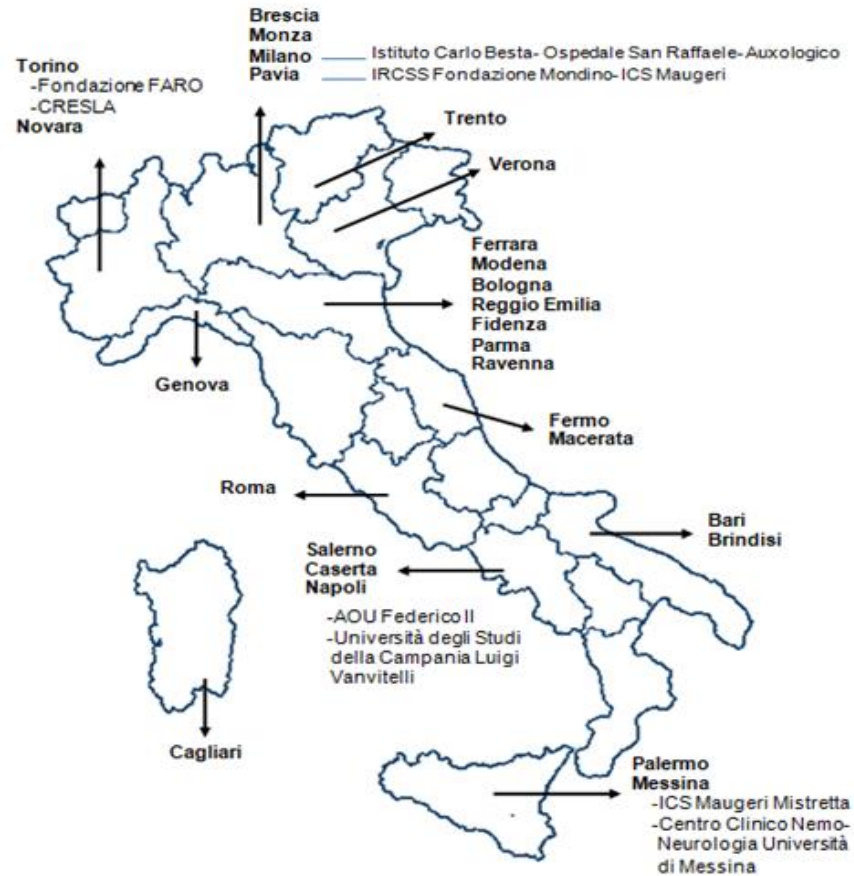 Brescia
Monza
Milano Istituto Carlo Besta- Ospedale San Raffaele- Auxologico
Pavia IRCSS Fondazione Mondino- ICS Maugeri
Torino
-Fondazione FARO
-CRESLA
Novara
Trento
Verona
Ferrara
Modena
Bologna
Reggio Emilia
Fidenza
Parma
Ravenna
Genova
Fermo
Macerata
Roma
Bari
Brindisi
Salerno
Caserta
Napoli
-AOU Federico II
-Università degli Studi
della Campania Luigi
Vanvitelli
Cagliari
Palermo
Messina
-ICS Maugeri Mistretta
-Centro Clinico Nemo-
Neurologia Università
di Messina